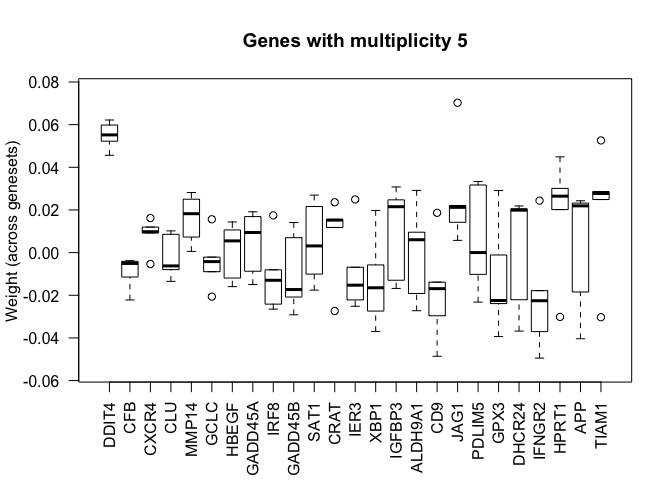 Genes with multiplicity 5
Weight (across genesets)
0.08
0.06
0.04
0.02
0.00
-0.02
-0.04
-0.06
DDIT4
CFB
CXCR4
CLU
MMP14
GCLC
HBEGF
GADD45A
IRF8
GADD45B
SAT1
CRAT
IER3
XBP1
IGFBP3
ALDH9A1
CD9
JAG1
PDLIM5
GPX3
DHCR24
IFNGR2
HPRT1
APP
TIAM1